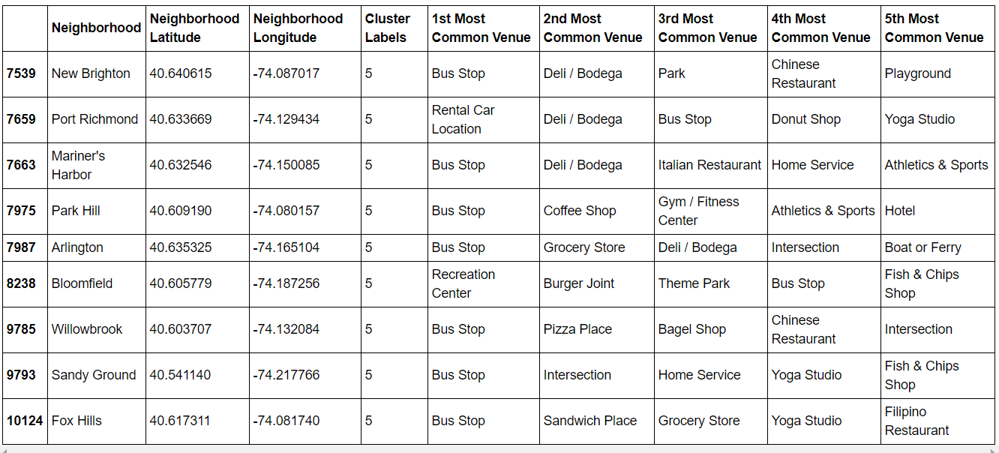 Neighborhood Neighborhood Latitude Neighborhood Longitude Cluster Labels 1st Most Common Venue 2nd Most Common Venue 3rd Most Common Venue 4th Most Common Venue 5th Most Common Venue
7539 New Brighton 40.640615 -74.087017 5 Bus Stop Deli / Bodega Park Chinese Restaurant Playground
7659 Port Richmond 40.633669 -74.129434 5 Rental Car Location Deli / Bodega Bus Stop Donut Shop Yoga Studio
7663 Mariner's Harbor 40.632546 -74.150085 5 Bus Stop Deli / Bodega Italian Restaurant Home Service Athletics & Sports
7975 Park Hill 40.609190 -74.080157 5 Bus Stop Coffee Shop Gym / Fitness Center Athletics & Sports Hotel
7987 Arlington 40.635325 -74.165104 5 Bus Stop Grocery Store Deli / Bodega Intersection Boat or Ferry
8238 Bloomfield 40.605779 -74.187256 5 Recreation Center Burger Joint Theme Park Bus Stop Fish & Chips Shop
9785 Willowbrook 40.603707 -74.132084 5 Bus Stop Pizza Place Bagel Shop Chinese Restaurant Intersection
9793 Sandy Ground 40.541140 -74.217766 5 Bus Stop Intersection Home Service Yoga Studio Fish & Chips Shop
10124 Fox Hills 40.617311 -74.081740 5 Bus Stop Sandwich Place Grocery Store Yoga Studio Filipino Restaurant